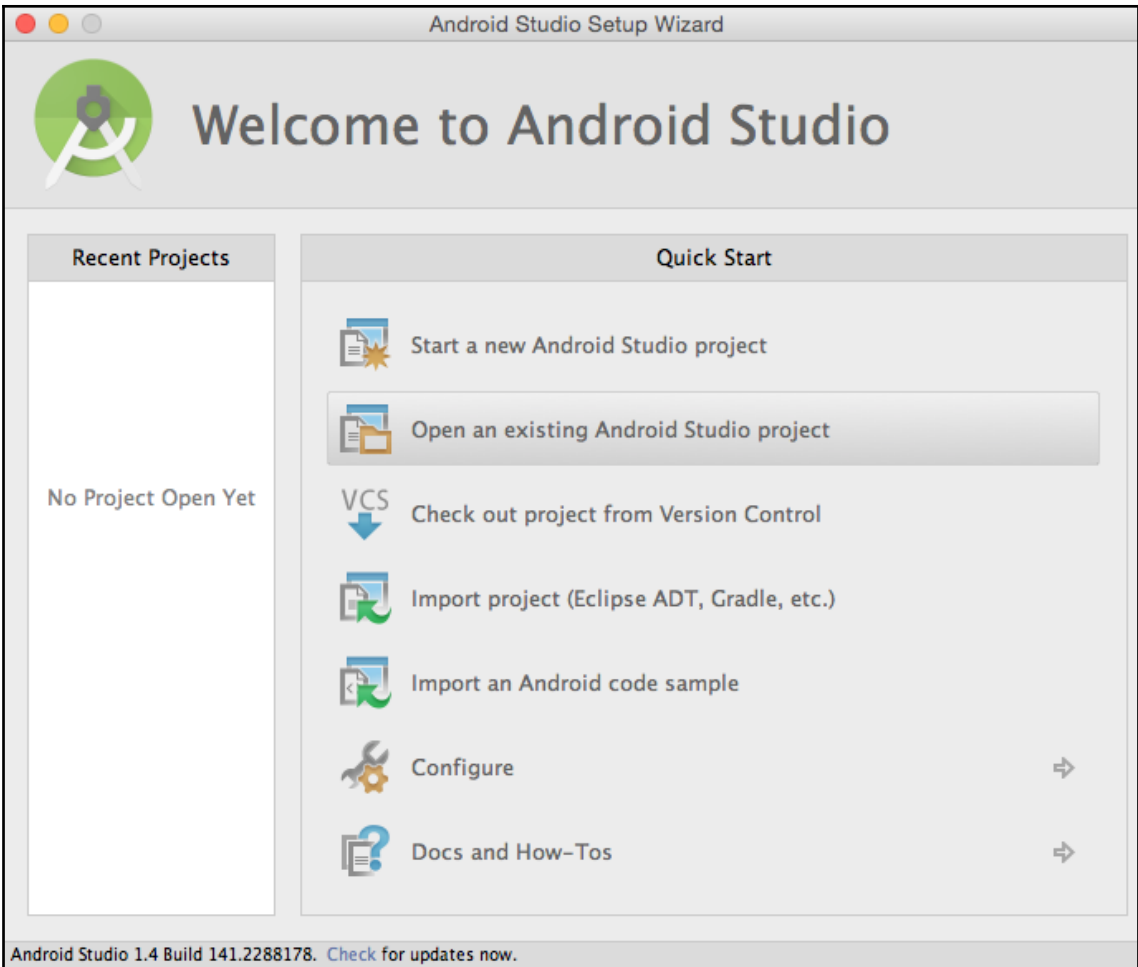 Android Studio Setup Wizard
Welcome to Android Studio
Recent Projects
No Project Open Yet
Quick Start
Start a new Android Studio project
Open an existing Android Studio project
VCS
Check out project from Version Control
Import project (Eclipse ADT, Gradle, etc.)
Import an Android code sample
Configure
Docs and How-Tos
Android Studio 1.4 Build 141.2288178. Check for updates now.